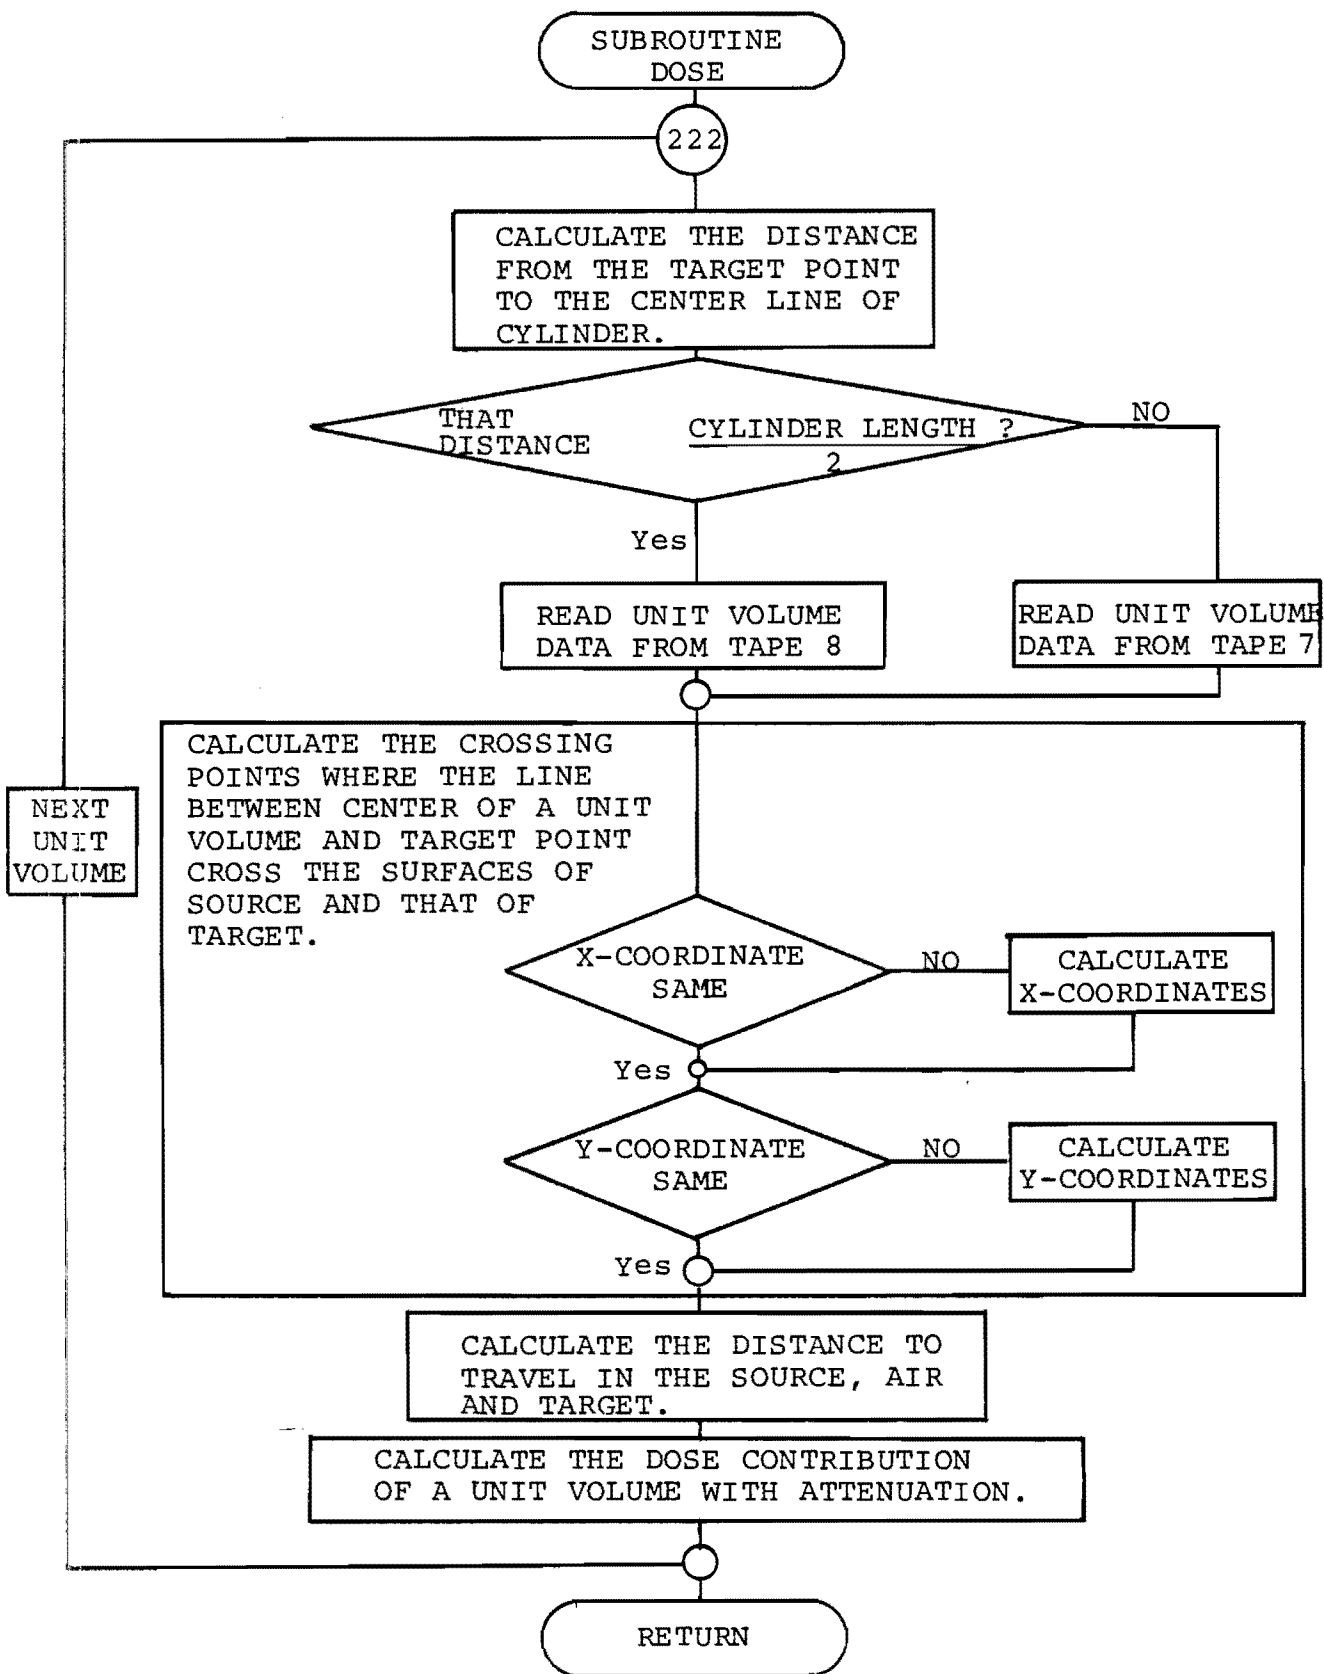 SUBROUTINE
DOSE
222
CALCULATE THE DISTANCE
FROM THE TARGET POINT
TO THE CENTER LINE OF
CYLINDER.
THAT
DISTANCE
CYLINDER LENGTH ?
2
NO
Yes
READ UNIT VOLUME
DATA FROM TAPE 8
READ UNIT VOLUME
DATA FROM TAPE 7
CALCULATE THE CROSSING
POINTS WHERE THE LINE
BETWEEN CENTER OF A UNIT
VOLUME AND TARGET POINT
CROSS THE SURFACES OF
SOURCE AND THAT OF
TARGET.
NEXT
UNIT
VOLUME
X-COORDINATE
SAME
NO
CALCULATE
X-COORDINATES
Yes
Y-COORDINATE
SAME
NO
CALCULATE
Y-COORDINATES
Yes
CALCULATE THE DISTANCE TO
TRAVEL IN THE SOURCE, AIR
AND TARGET.
CALCULATE THE DOSE CONTRIBUTION
OF A UNIT VOLUME WITH ATTENUATION.
RETURN